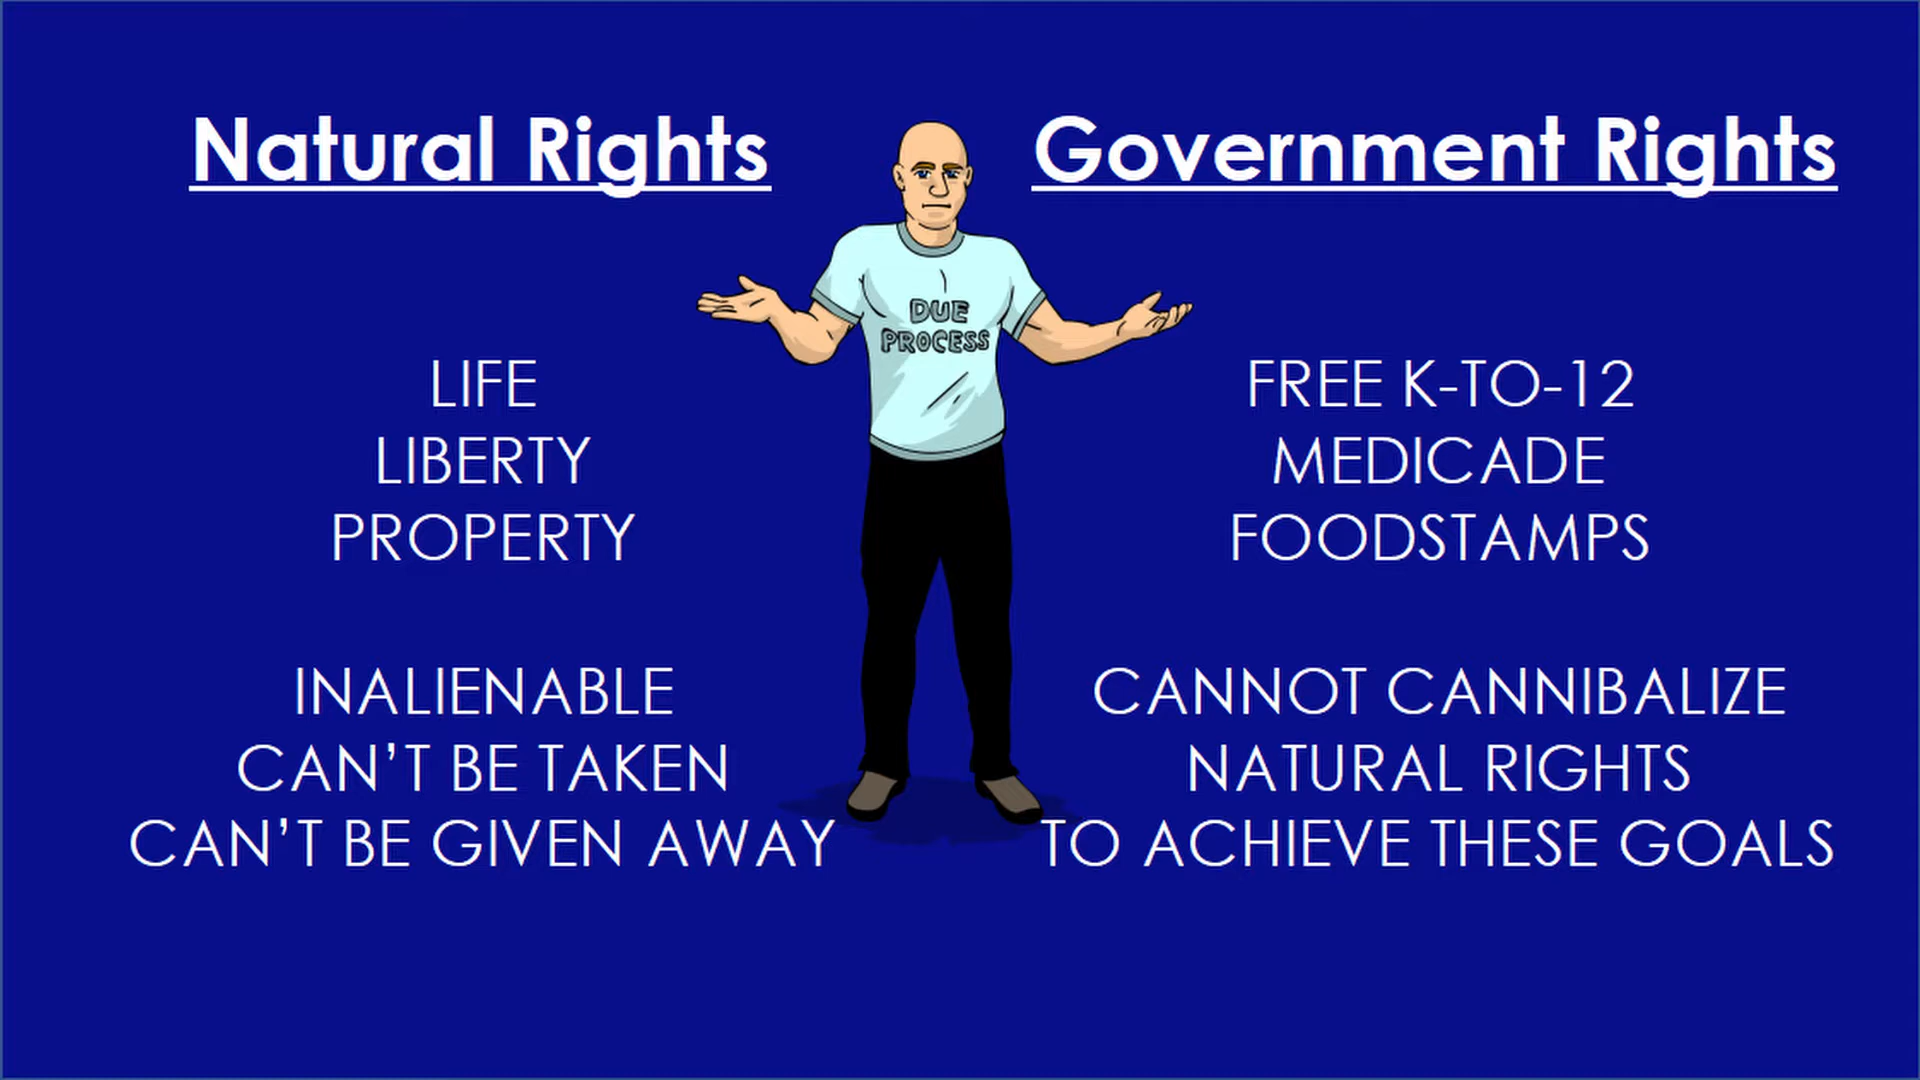 Natural Rights
LIFE
LIBERTY
PROPERTY
INALIENABLE
CAN'T BE TAKEN
CAN'T BE GIVEN AWAY
DUE
PROCESS
Government Rights
FREE K-TO-12
MEDICADE
FOODSTAMPS
CANNOT CANNIBALIZE
NATURAL RIGHTS
TO ACHIEVE THESE GOALS